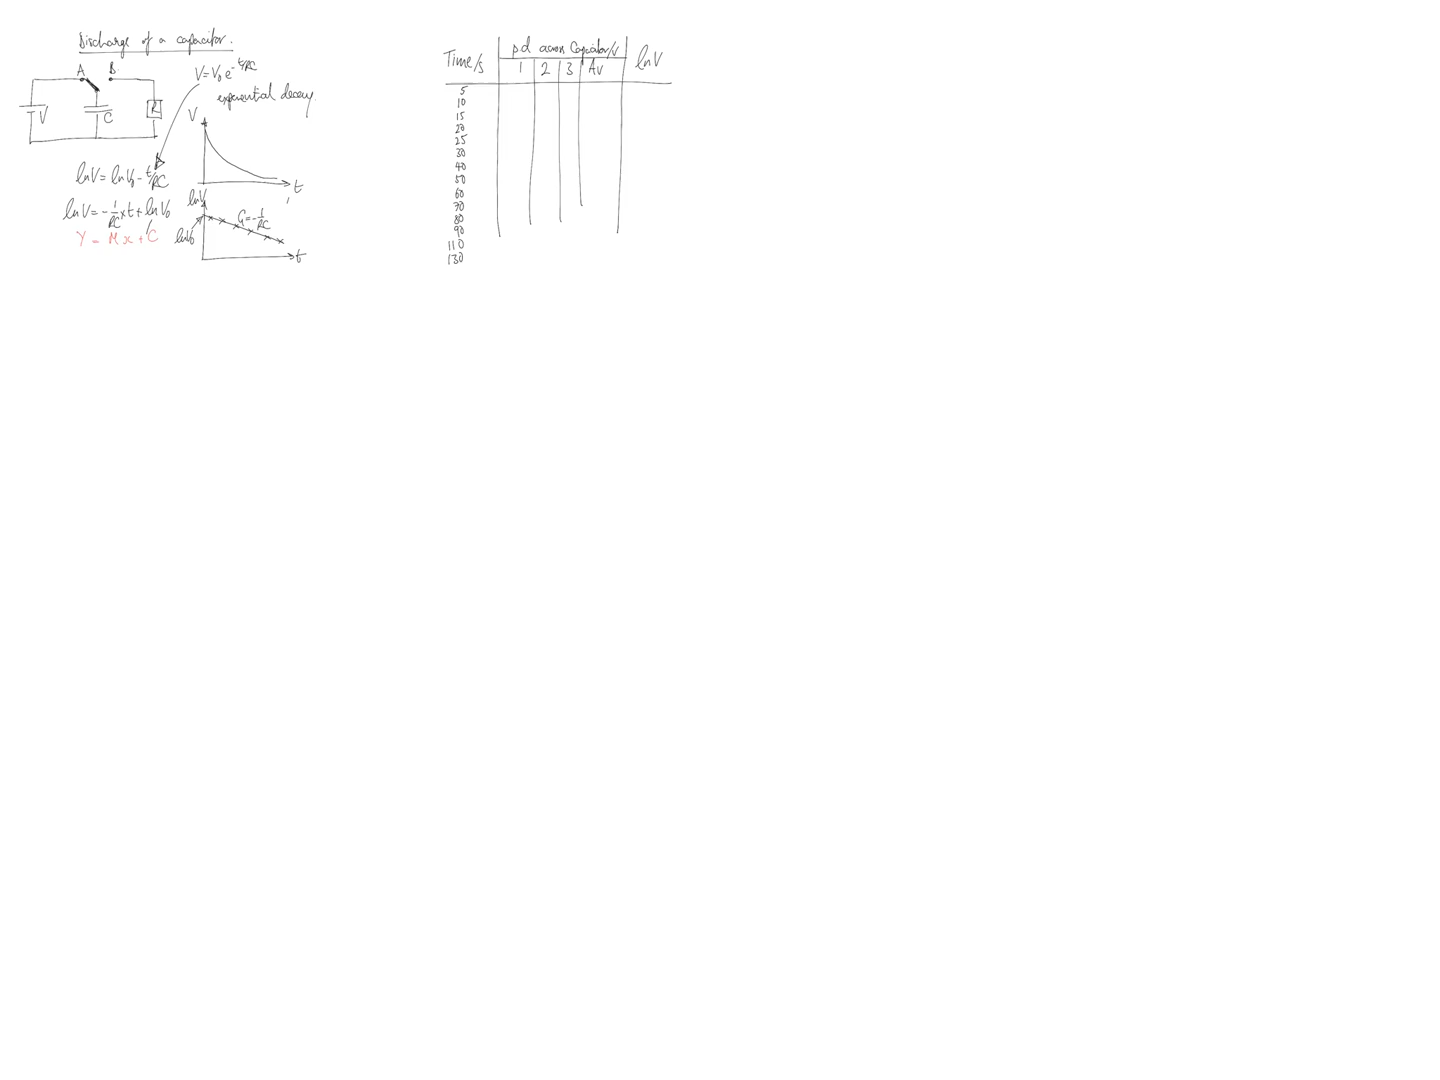 Discharge of a capacitor.
A B
V C R
V = V₀ e^(-t/RC)
exponential decay.
V
t
lnV = lnV₀ - t/RC
lnV = -1/RC x t + lnV₀
Y = M x + C
lnV
G = -1/RC
lnV₀
t
Time/s pd across Capacitor/V lnV
1 2 3 Av
5
10
15
20
25
30
40
50
60
70
80
90
110
130